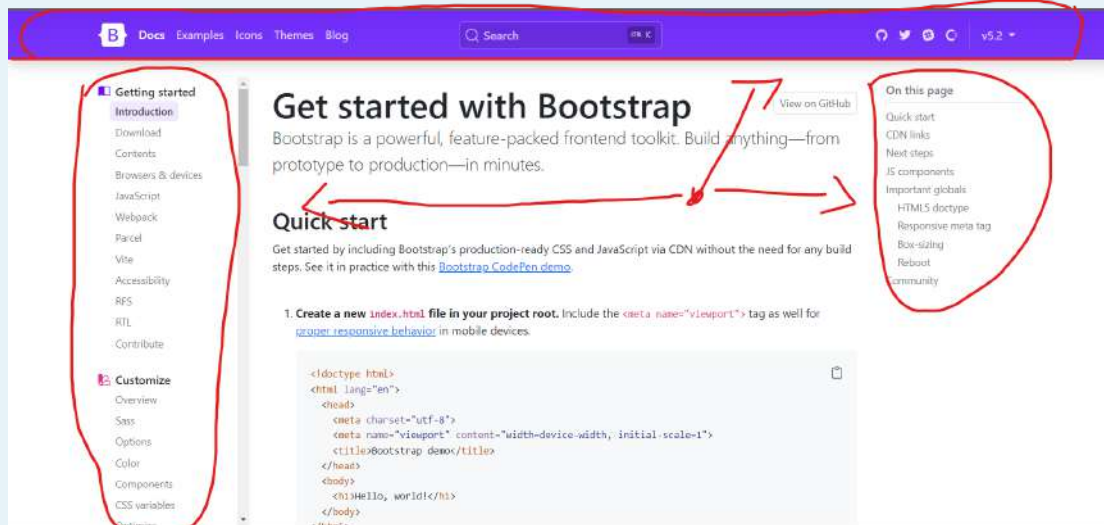 B Docs Examples Icons Themes Blog Search CTRL K v5.2
Getting started
Introduction
Download
Contents
Browsers & devices
JavaScript
Webpack
Parcel
Vite
Accessibility
RFS
RTL
Contribute
Customize
Overview
Sass
Options
Color
Components
CSS variables
Optimize
Get started with Bootstrap
View on GitHub
Bootstrap is a powerful, feature-packed frontend toolkit. Build anything—from
prototype to production—in minutes.
Quick start
Get started by including Bootstrap's production-ready CSS and JavaScript via CDN without the need for any build
steps. See it in practice with this Bootstrap CodePen demo.
1. Create a new index.html file in your project root. Include the <meta name="viewport"> tag as well for
proper responsive behavior in mobile devices.
<!doctype html>
<html lang="en">
<head>
<meta charset="utf-8">
<meta name="viewport" content="width=device-width, initial-scale=1">
<title>Bootstrap demo</title>
</head>
<body>
<h1>Hello, world!</h1>
</body>
</html>
On this page
Quick start
CDN links
Next steps
JS components
Important globals
HTML5 doctype
Responsive meta tag
Box-sizing
Reboot
Community